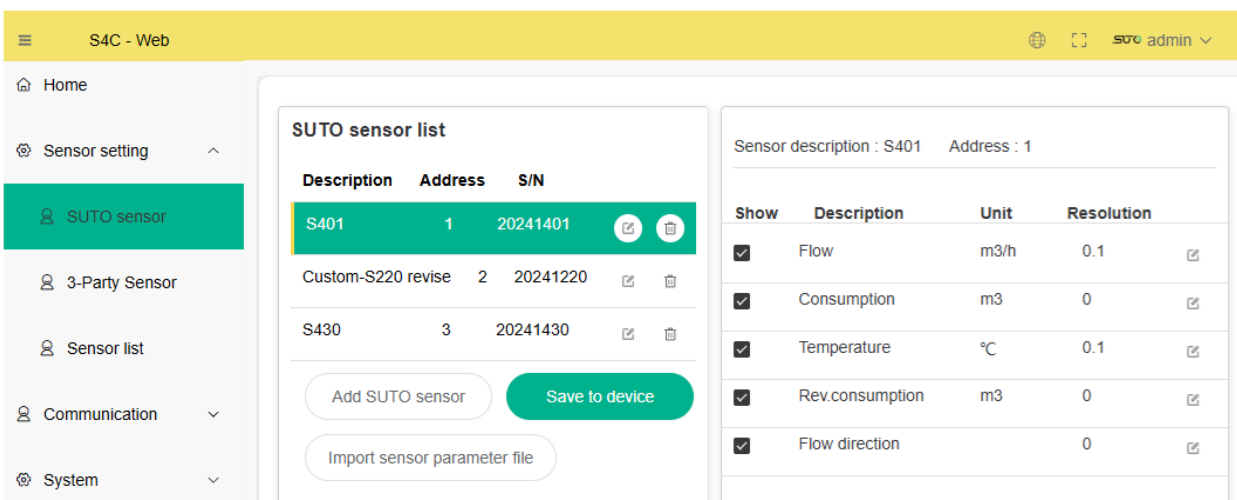 S4C - Web
SUTO admin
Home
Sensor setting
SUTO sensor
3-Party Sensor
Sensor list
Communication
System
SUTO sensor list
Description Address S/N
S401 1 20241401
Custom-S220 revise 2 20241220
S430 3 20241430
Add SUTO sensor
Save to device
Import sensor parameter file
Sensor description : S401 Address : 1
Show Description Unit Resolution
Flow m3/h 0.1
Consumption m3 0
Temperature ℃ 0.1
Rev.consumption m3 0
Flow direction 0